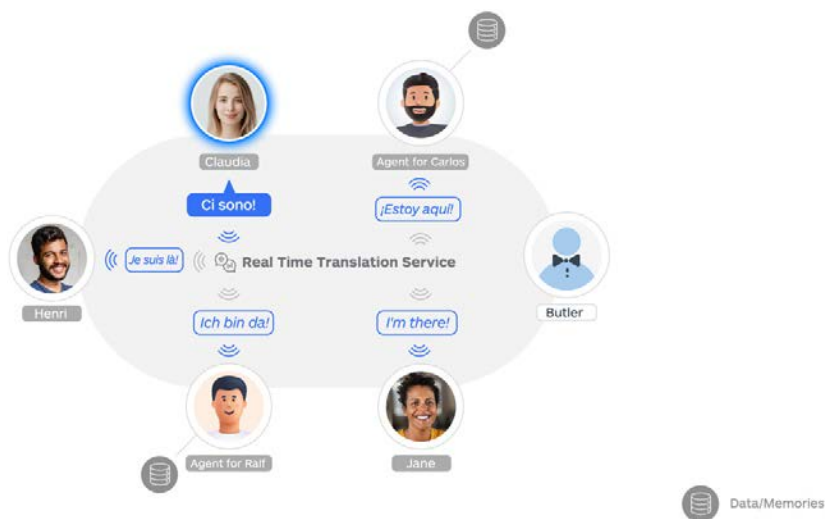 Claudia
Agent for Carlos
Ci sono!
¡Estoy aquí!
Je suis là!
Real Time Translation Service
Henri
Butler
Ich bin da!
I'm there!
Agent for Ralf
Jane
Data/Memories